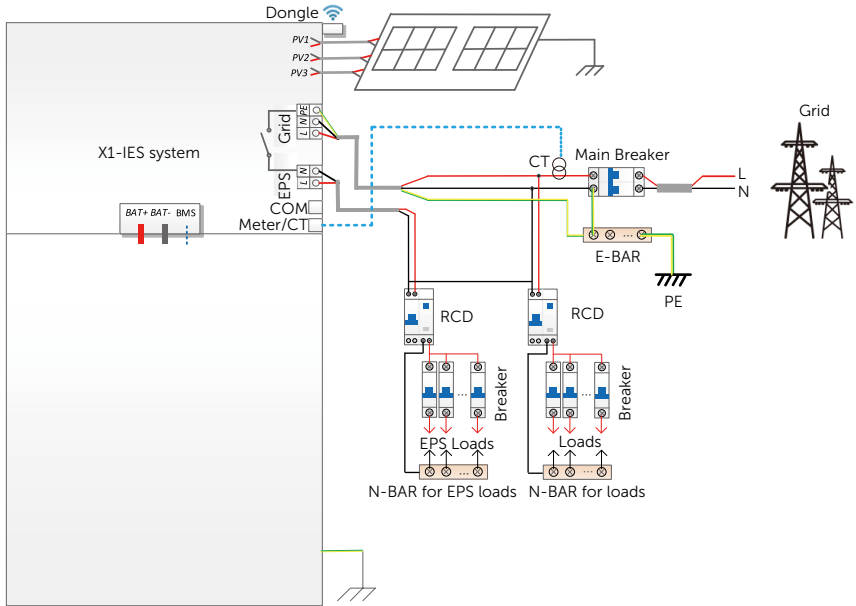 Dongle
PV1
PV2
PV3
Grid
PE
N
L
X1-IES system
EPS
N
L
COM
Meter/CT
BAT+ BAT- BMS
CT
Main Breaker
L
N
Grid
...
E-BAR
PE
RCD
RCD
...
Breaker
...
Breaker
EPS Loads
Loads
...
...
N-BAR for EPS loads
N-BAR for loads